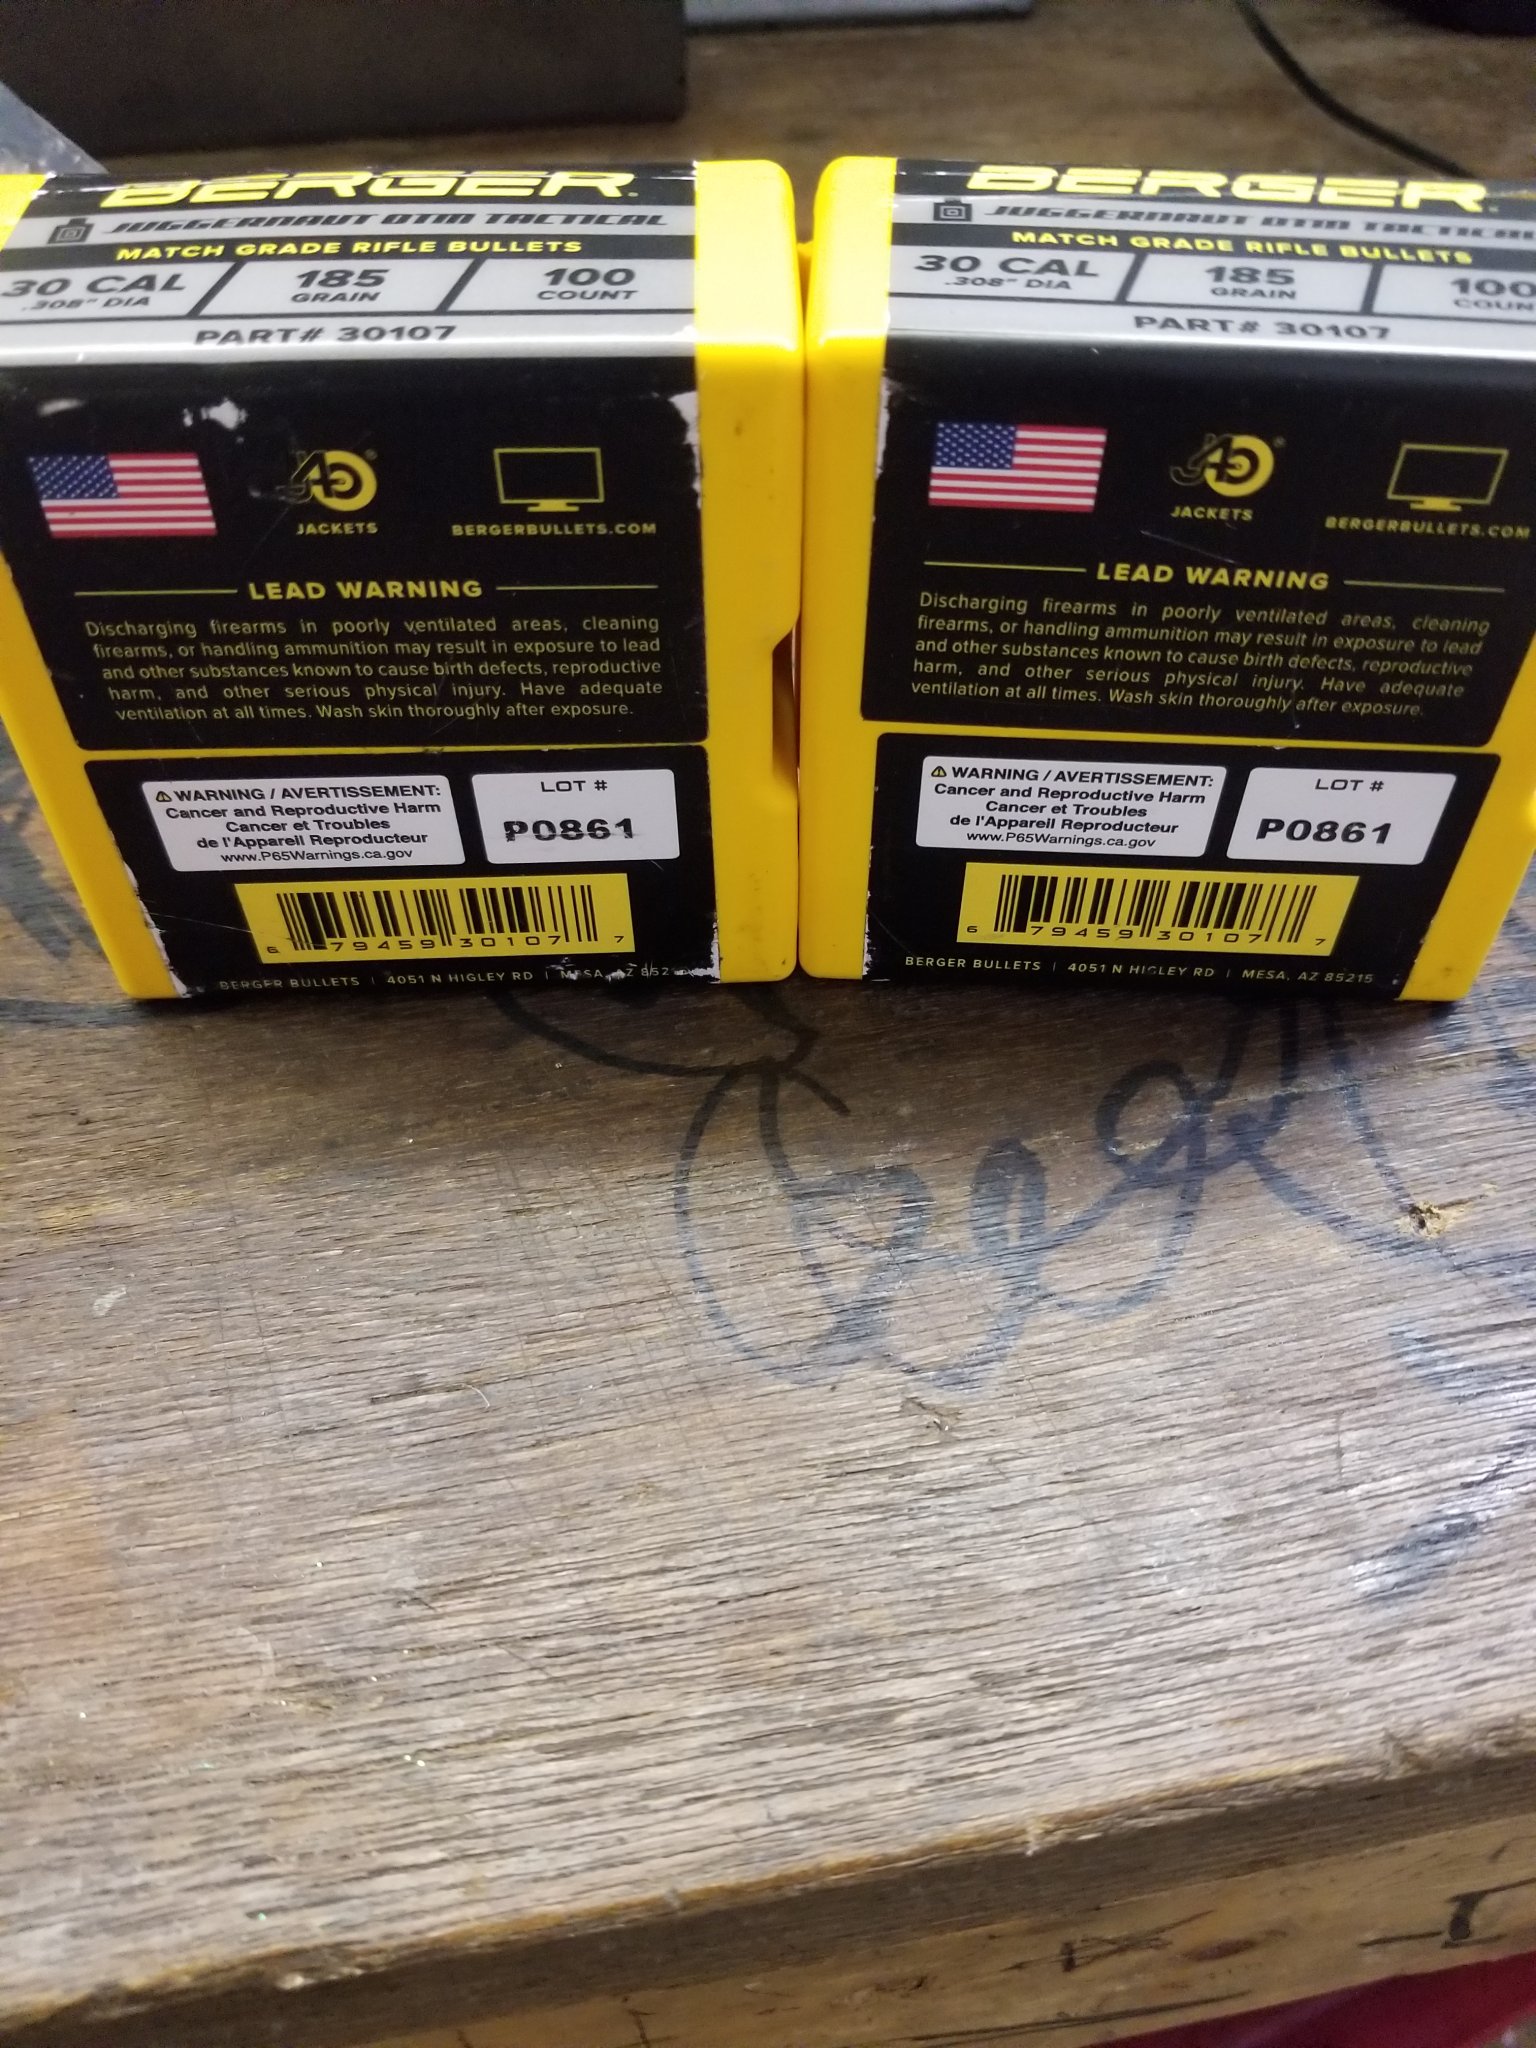 BERGER
JUGGERNAUT OTM TACTICAL
MATCH GRADE RIFLE BULLETS
30 CAL
.308" DIA
185
GRAIN
100
COUNT
PART# 30107
JACKETS
BERGERBULLETS.COM
LEAD WARNING
Discharging firearms in poorly ventilated areas, cleaning
firearms, or handling ammunition may result in exposure to lead
and other substances known to cause birth defects, reproductive
harm, and other serious physical injury. Have adequate
ventilation at all times. Wash skin thoroughly after exposure.
WARNING / AVERTISSEMENT:
Cancer and Reproductive Harm
Cancer et Troubles
de l'Appareil Reproducteur
www.P65Warnings.ca.gov
LOT #
P0861
6 79459 30107 7
BERGER BULLETS | 4051 N HIGLEY RD | MESA, AZ 852
BERGER
JUGGERNAUT OTM TACTICAL
MATCH GRADE RIFLE BULLETS
30 CAL
.308" DIA
185
GRAIN
100
COUN
PART# 30107
JACKETS
BERGERBULLETS.COM
LEAD WARNING
Discharging firearms in poorly ventilated areas, cleaning
firearms, or handling ammunition may result in exposure to lead
and other substances known to cause birth defects, reproductive
harm, and other serious physical injury. Have adequate
ventilation at all times. Wash skin thoroughly after exposure.
WARNING / AVERTISSEMENT:
Cancer and Reproductive Harm
Cancer et Troubles
de l'Appareil Reproducteur
www.P65Warnings.ca.gov
LOT #
P0861
6 79459 30107 7
BERGER BULLETS | 4051 N HIGLEY RD | MESA, AZ 85215